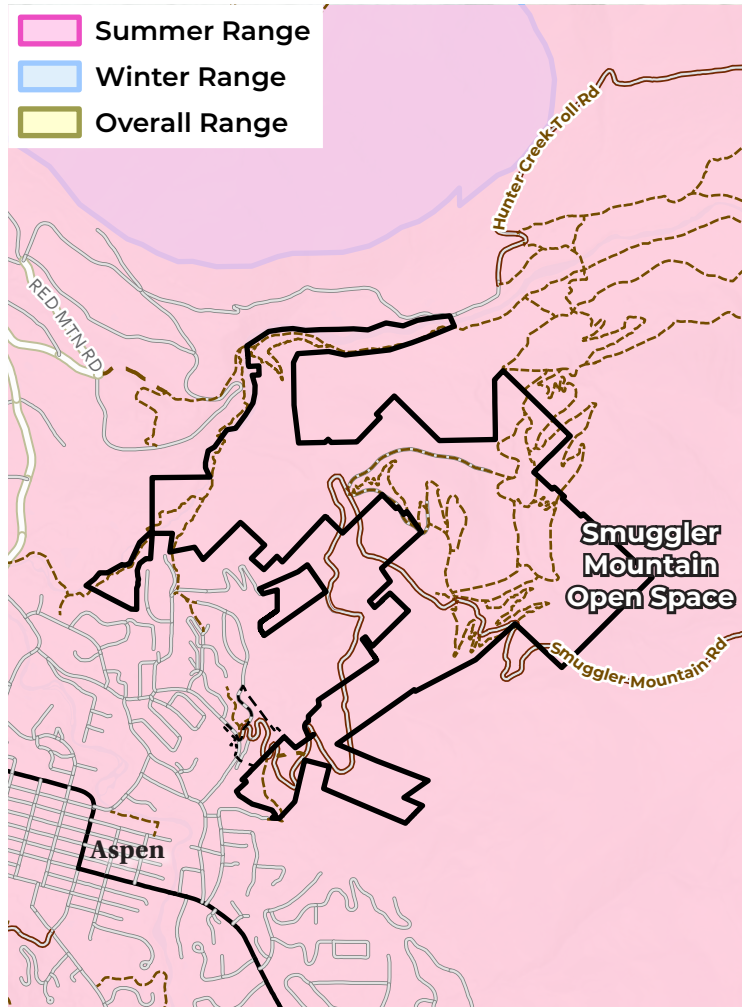 Summer Range
Winter Range
Overall Range
Hunter Creek Toll Rd
RED MTN RD
Smuggler
Mountain
Open Space
Smuggler Mountain Rd
Aspen